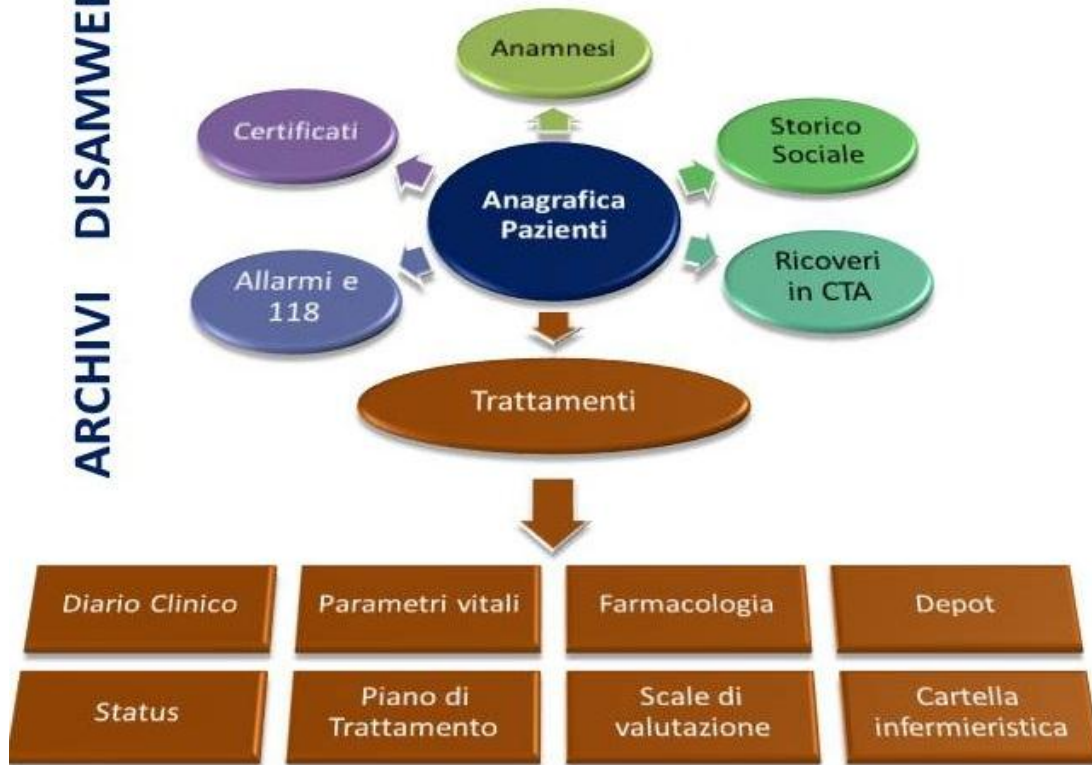 ARCHIVI DISAMWEB
Anamnesi
Certificati
Storico
Sociale
Anagrafica
Pazienti
Allarmi e
118
Ricoveri
in CTA
Trattamenti
Diario Clinico
Parametri vitali
Farmacologia
Depot
Status
Piano di
Trattamento
Scale di
valutazione
Cartella
infermieristica